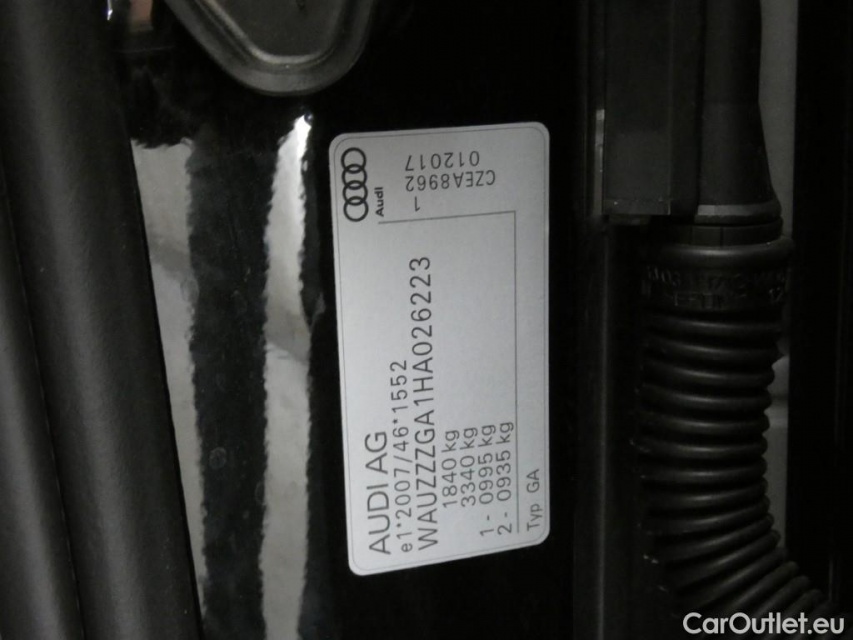 AUDI AG
e1*2007/46*1552
WAUZZZGA1HA026223
1840 kg
3340 kg
1 - 0995 kg
2 - 0935 kg
Typ GA
Audi
1
CZEA8962
012017
CarOutlet.eu